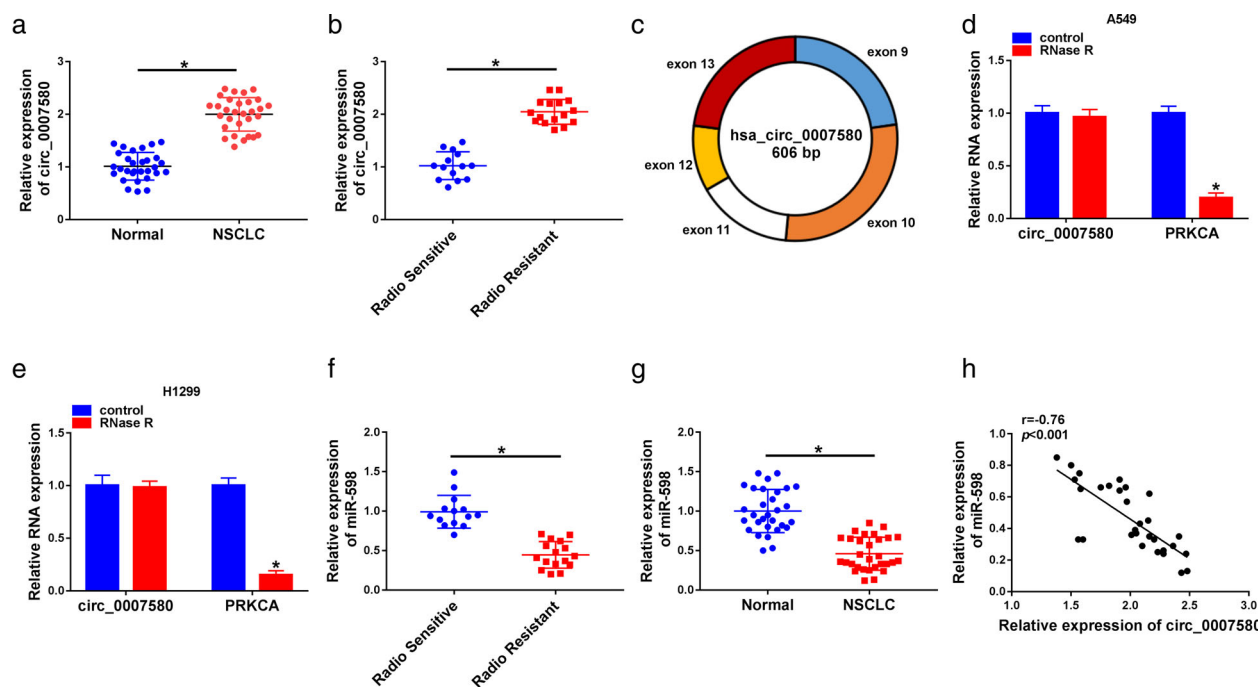 a
Relative expression
of circ_0007580
3
2
1
0
*
Normal
NSCLC
b
Relative expression
of circ_0007580
3
2
1
0
*
Radio Sensitive
Radio Resistant
c
exon 13
exon 9
hsa_circ_0007580
606 bp
exon 12
exon 11
exon 10
d
A549
control
RNase R
Relative RNA expression
1.5
1.0
0.5
0.0
*
circ_0007580
PRKCA
e
H1299
control
RNase R
Relative RNA expression
1.5
1.0
0.5
0.0
*
circ_0007580
PRKCA
f
Relative expression
of miR-598
2.0
1.5
1.0
0.5
0.0
*
Radio Sensitive
Radio Resistant
g
Relative expression
of miR-598
2.0
1.5
1.0
0.5
0.0
*
Normal
NSCLC
h
r=-0.76
p<0.001
Relative expression
of miR-598
1.0
0.8
0.6
0.4
0.2
0.0
1.0
1.5
2.0
2.5
3.0
Relative expression of circ_0007580